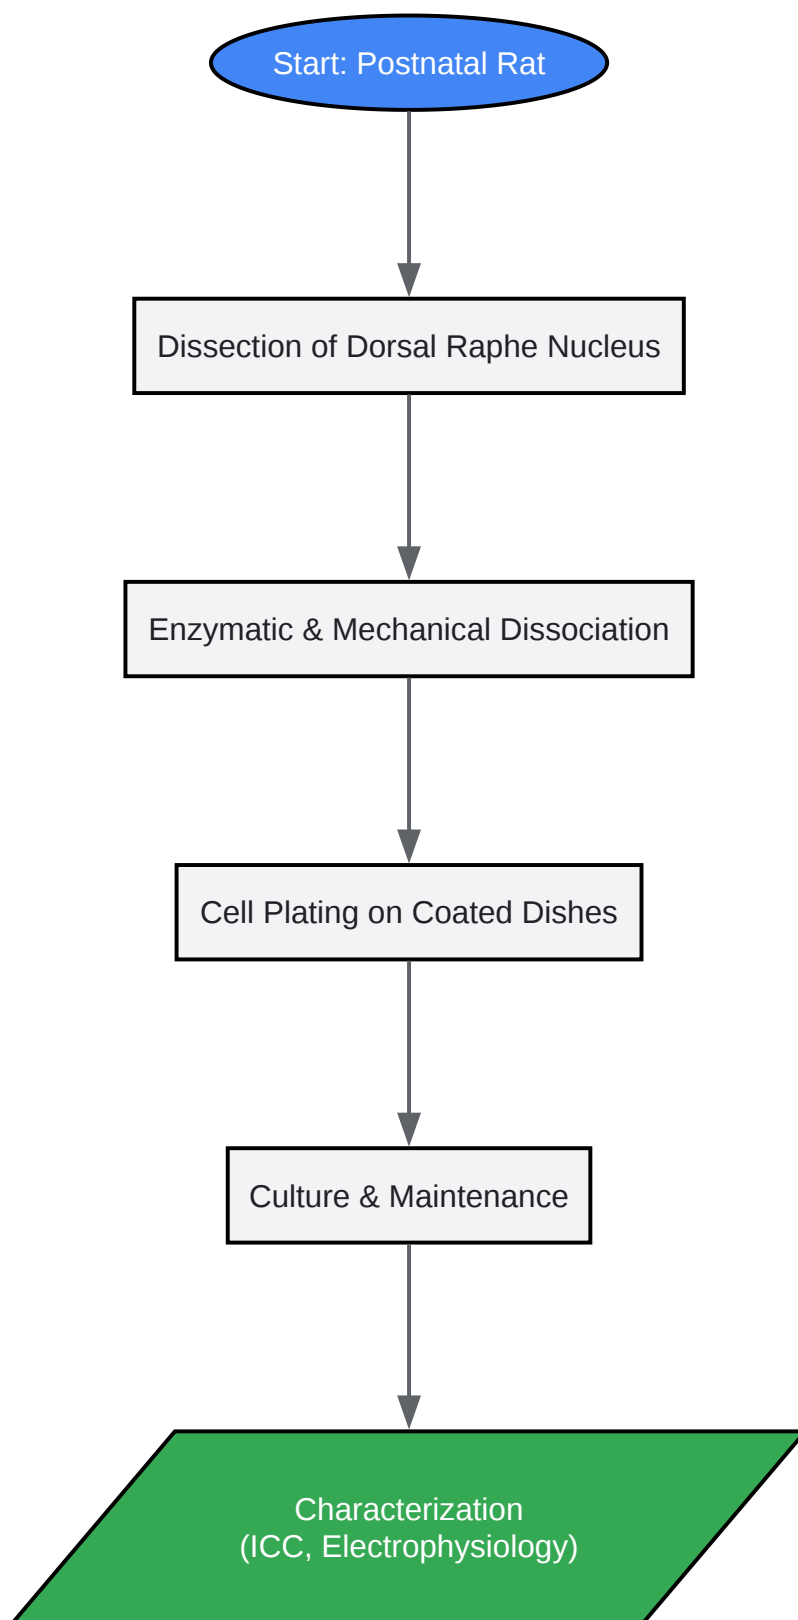 Start: Postnatal Rat
Dissection of Dorsal Raphe Nucleus
Enzymatic & Mechanical Dissociation
Cell Plating on Coated Dishes
Culture & Maintenance
Characterization
(ICC, Electrophysiology)